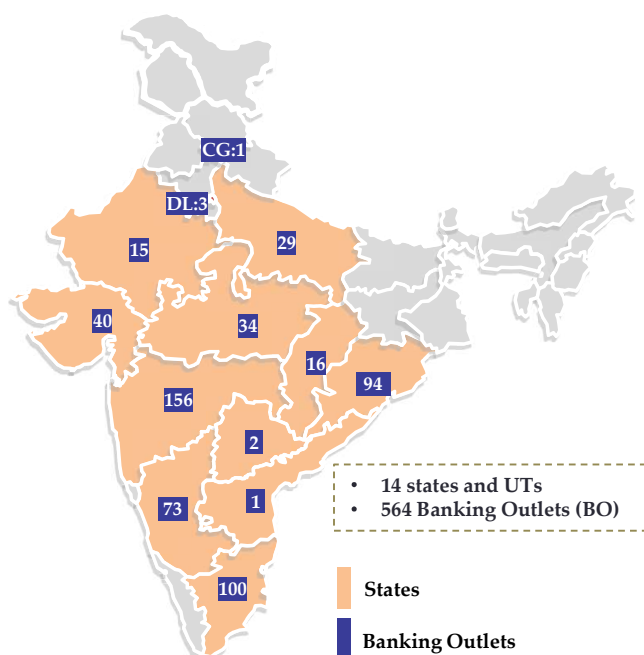 CG:1
DL:3
15
29
40
34
16
94
156
2
73
1
100
• 14 states and UTs
• 564 Banking Outlets (BO)
States
Banking Outlets